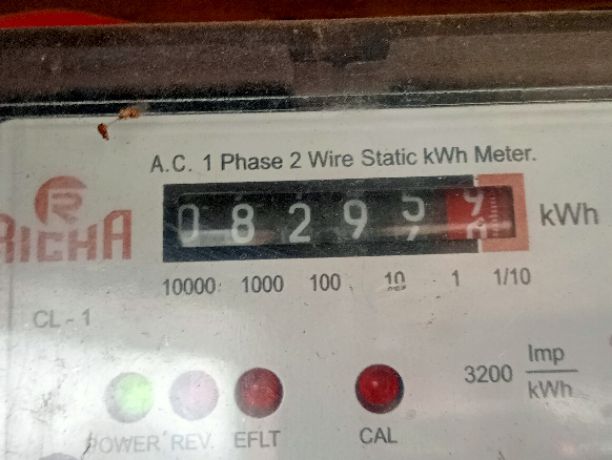 A.C. 1 Phase 2 Wire Static kWh Meter.
RICHA
08295
kWh
10000 1000 100 10 1 1/10
CL - 1
3200 Imp
kWh
POWER REV. EFLT CAL